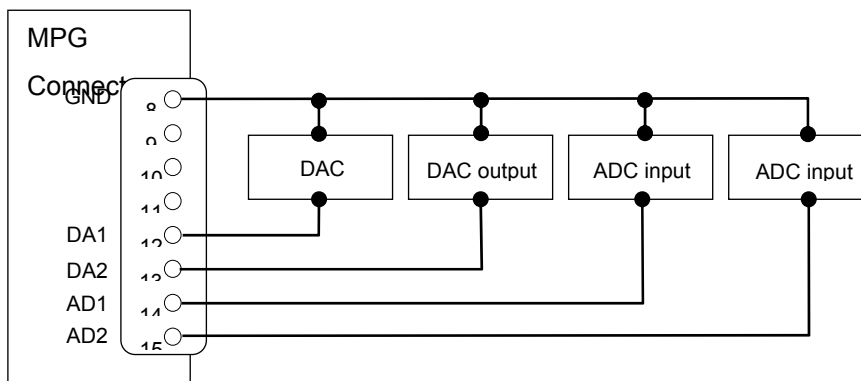 MPG
Connect
GND
8
9
10
11
DA1
12
DA2
13
AD1
14
AD2
15
DAC
DAC output
ADC input
ADC input